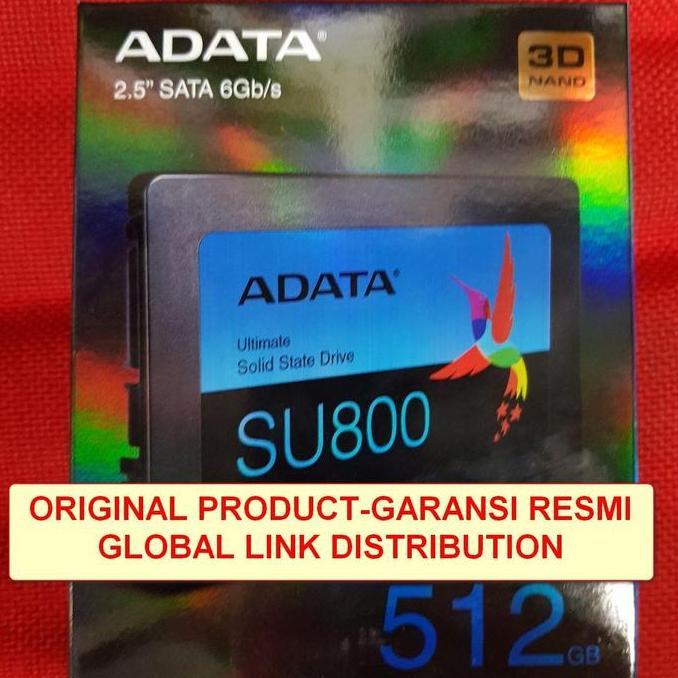 ADATA®
2.5” SATA 6Gb/s
3D
NAND
ADATA®
Ultimate
Solid State Drive
SU800
ORIGINAL PRODUCT-GARANSI RESMI
GLOBAL LINK DISTRIBUTION
512GB